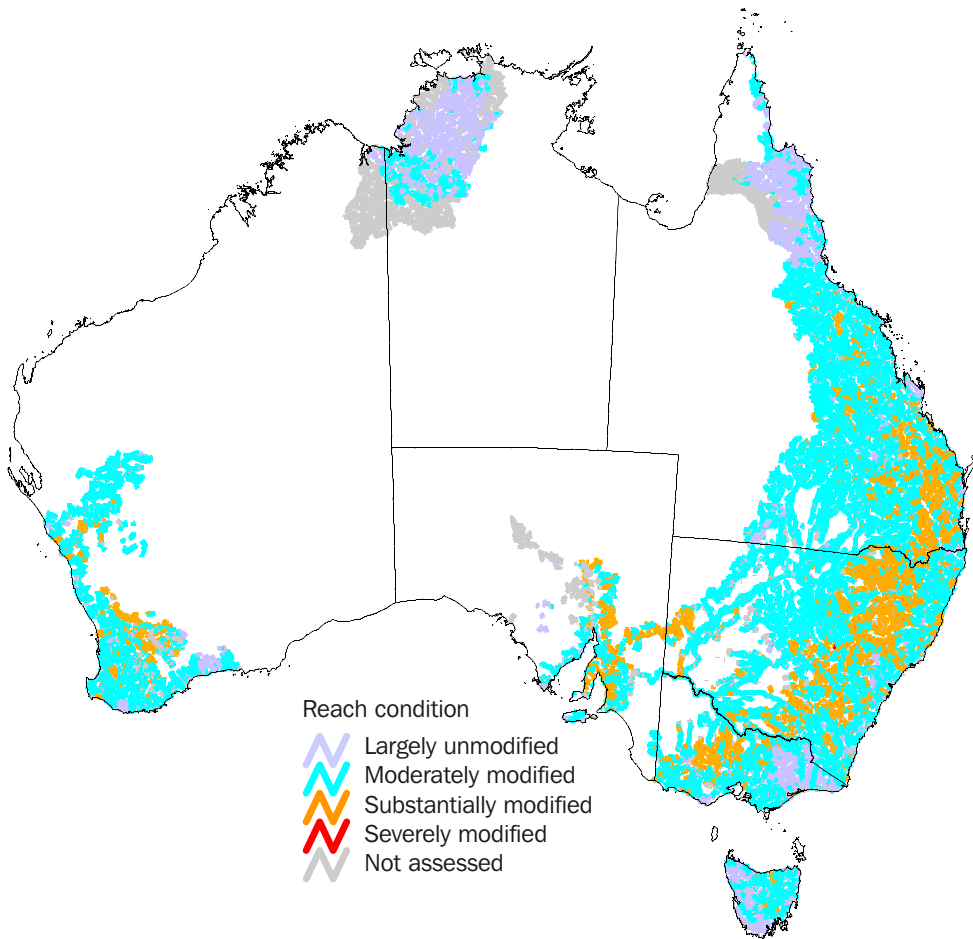 Reach condition
Largely unmodified
Moderately modified
Substantially modified
Severely modified
Not assessed